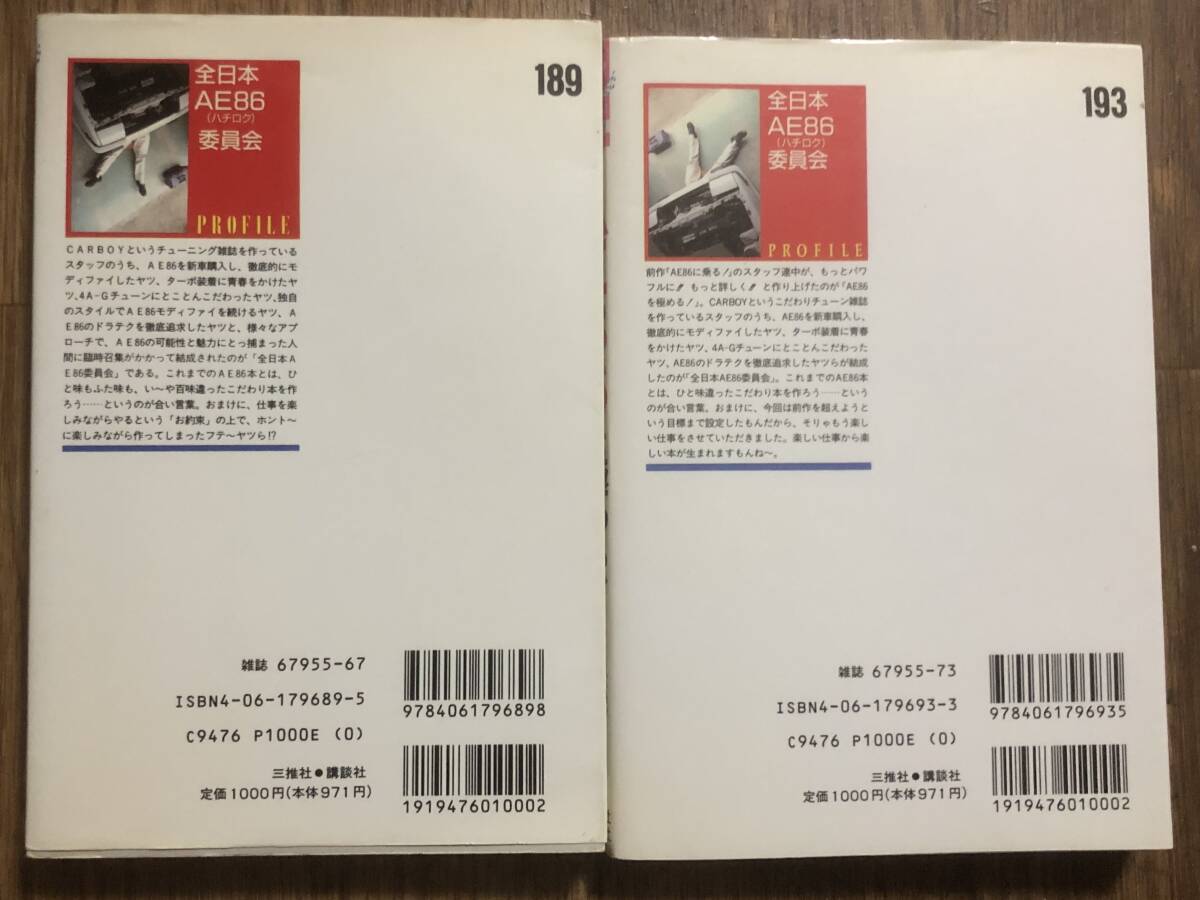 189
全日本
AE86
(ハチロク)
委員会
PROFILE
CARBOYというチューニング雑誌を作っている
スタッフのうち、AE86を新車購入し、徹底的にモ
ディファイしたヤツ、ターボ装着に青春をかけたヤ
ツ、4A-Gチューンにとことんこだわったヤツ、独自
のスタイルでAE86モディファイを続けるヤツ、A
E86のドラテクを徹底追求したヤツと、様々なアプ
ローチで、AE86の可能性と魅力にとっ捕まった人
間に臨時召集がかかって結成されたのが「全日本A
E86委員会」である。これまでのAE86本とは、ひ
と味もふた味も、い〜や百味違ったこだわり本を作
ろう……というのが合い言葉。おまけに、仕事を楽
しみながらやるという「お約束」の上で、ホント〜
に楽しみながら作ってしまったフテ〜ヤツら!?
雑誌 67955-67
ISBN4-06-179689-5
C9476 P1000E (0)
三推社●講談社
定価1000円(本体971円)
9784061796898
1919476010002
193
全日本
AE86
(ハチロク)
委員会
PROFILE
前作「AE86に乗る!」のスタッフ連中が、もっとパワ
フルに!! もっと詳しく!! と作り上げたのが「AE86
を極める!」。CARBOYというこだわりチューン雑誌
を作っているスタッフのうち、AE86を新車購入し、
徹底的にモディファイしたヤツ、ターボ装着に青春
をかけたヤツ、4A-Gチューンにとことんこだわった
ヤツ、AE86のドラテクを徹底追求したヤツらが結成
したのが「全日本AE86委員会」。これまでのAE86本
とは、ひと味違ったこだわり本を作ろう……という
のが合い言葉。おまけに、今回は前作を超えよう
という目標まで設定したもんだから、そりゃもう楽し
い仕事をさせていただきました。楽しい仕事から楽
しい本が生まれますもんね〜。
雑誌 67955-73
ISBN4-06-179693-3
C9476 P1000E (0)
三推社●講談社
定価1000円(本体971円)
9784061796935
1919476010002